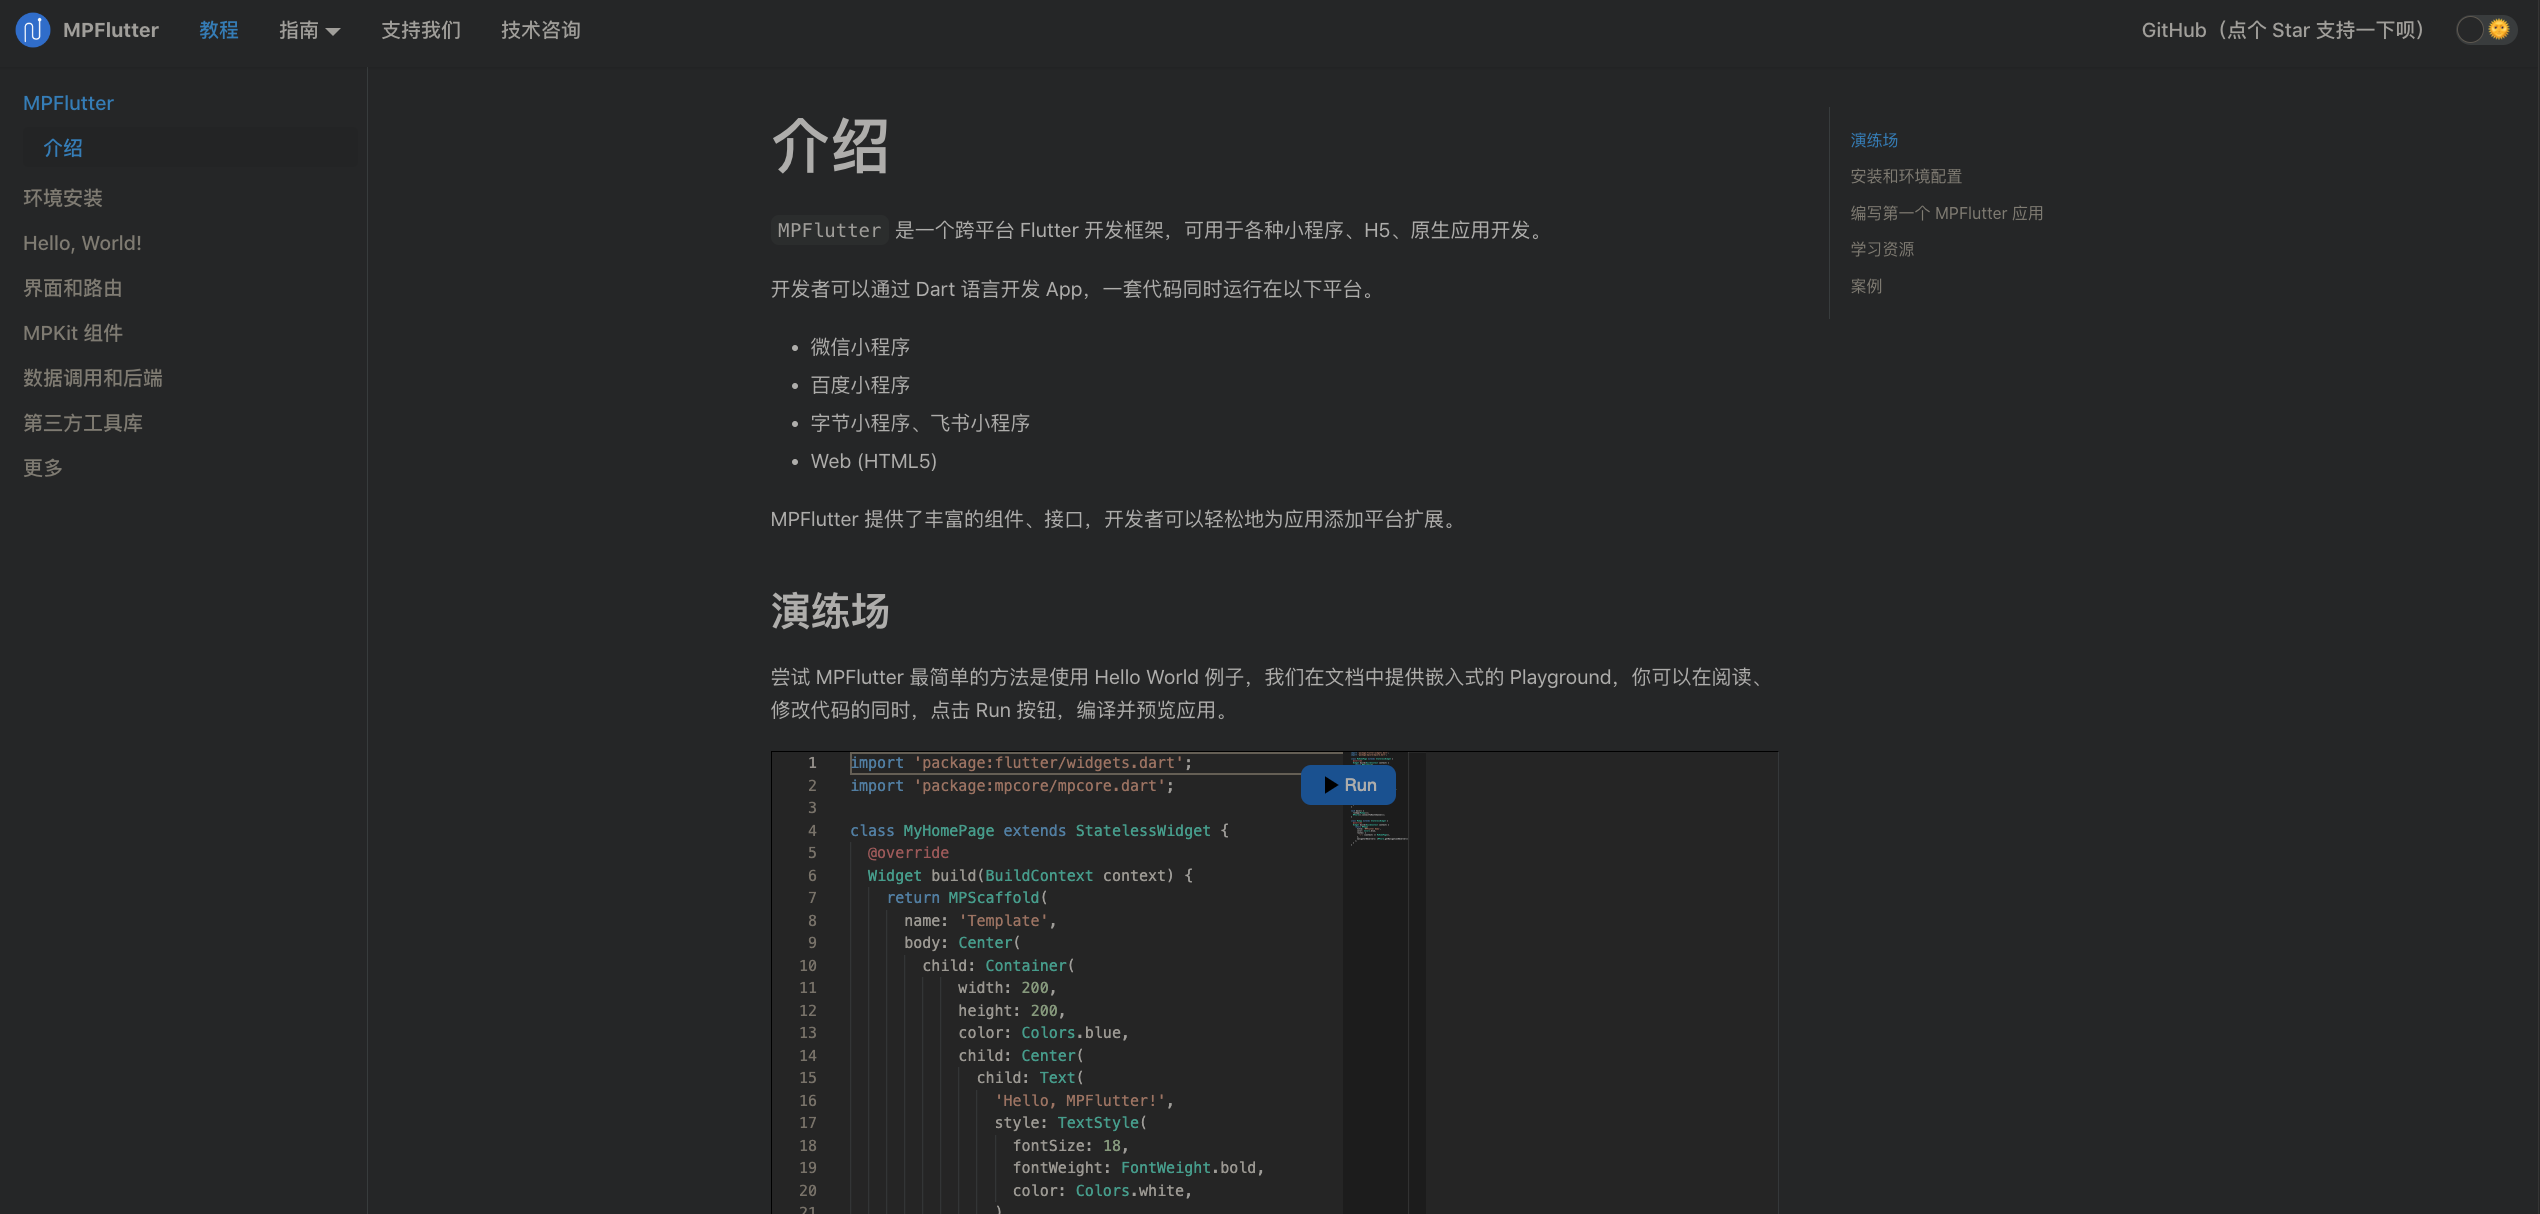 MPFlutter
教程
指南
支持我们
技术咨询
GitHub（点个 Star 支持一下呗）
MPFlutter
介绍
环境安装
Hello, World!
界面和路由
MPKit 组件
数据调用和后端
第三方工具库
更多
介绍
MPFlutter 是一个跨平台 Flutter 开发框架，可用于各种小程序、H5、原生应用开发。
开发者可以通过 Dart 语言开发 App，一套代码同时运行在以下平台。
• 微信小程序
• 百度小程序
• 字节小程序、飞书小程序
• Web (HTML5)
MPFlutter 提供了丰富的组件、接口，开发者可以轻松地为应用添加平台扩展。
演练场
尝试 MPFlutter 最简单的方法是使用 Hello World 例子，我们在文档中提供嵌入式的 Playground，你可以在阅读、
修改代码的同时，点击 Run 按钮，编译并预览应用。
1 import 'package:flutter/widgets.dart';
2 import 'package:mpcore/mpcore.dart';
3
4 class MyHomePage extends StatelessWidget {
5 @override
6 Widget build(BuildContext context) {
7 return MPScaffold(
8 name: 'Template',
9 body: Center(
10 child: Container(
11 width: 200,
12 height: 200,
13 color: Colors.blue,
14 child: Center(
15 child: Text(
16 'Hello, MPFlutter!',
17 style: TextStyle(
18 fontSize: 18,
19 fontWeight: FontWeight.bold,
20 color: Colors.white,
21 )
Run
演练场
安装和环境配置
编写第一个 MPFlutter 应用
学习资源
案例